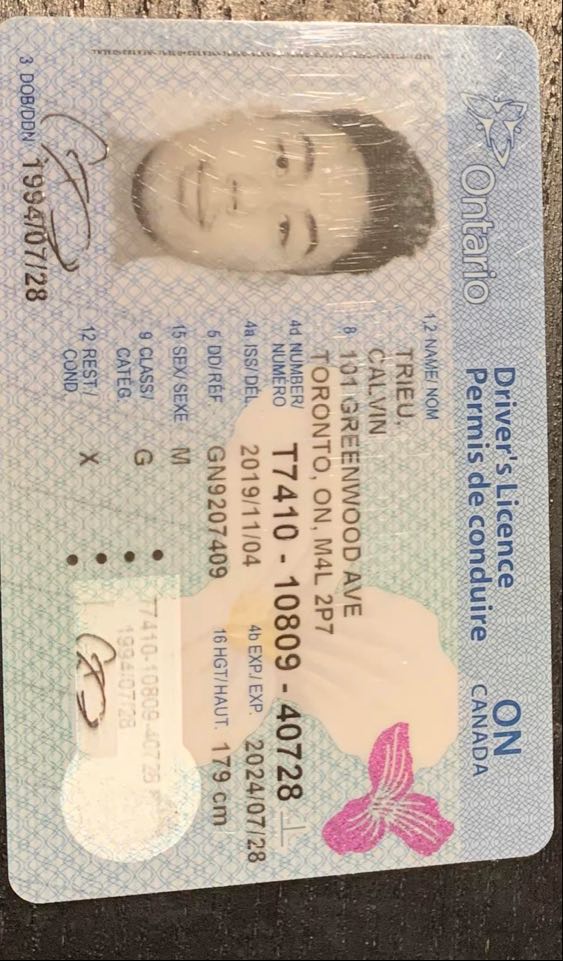 Ontario
Driver's Licence
Permis de conduire
ON
CANADA
1,2 NAME/ NOM
TRIEU,
CALVIN
8 101 GREENWOOD AVE
TORONTO, ON, M4L 2P7
4d NUMBER/
NUMÉRO
T7410 - 10809 - 40728
4a ISS/DÉL 2019/11/04
4b EXP./ EXP. 2024/07/28
5 DD/RÉF GN9207409
16 HGT/HAUT. 179 cm
15 SEX/ SEXE M
9 CLASS/
CATÉG. G
12 REST./
COND X
3 DOB/DDN 1994/07/28
T7410-10809-40728
1994/07/28